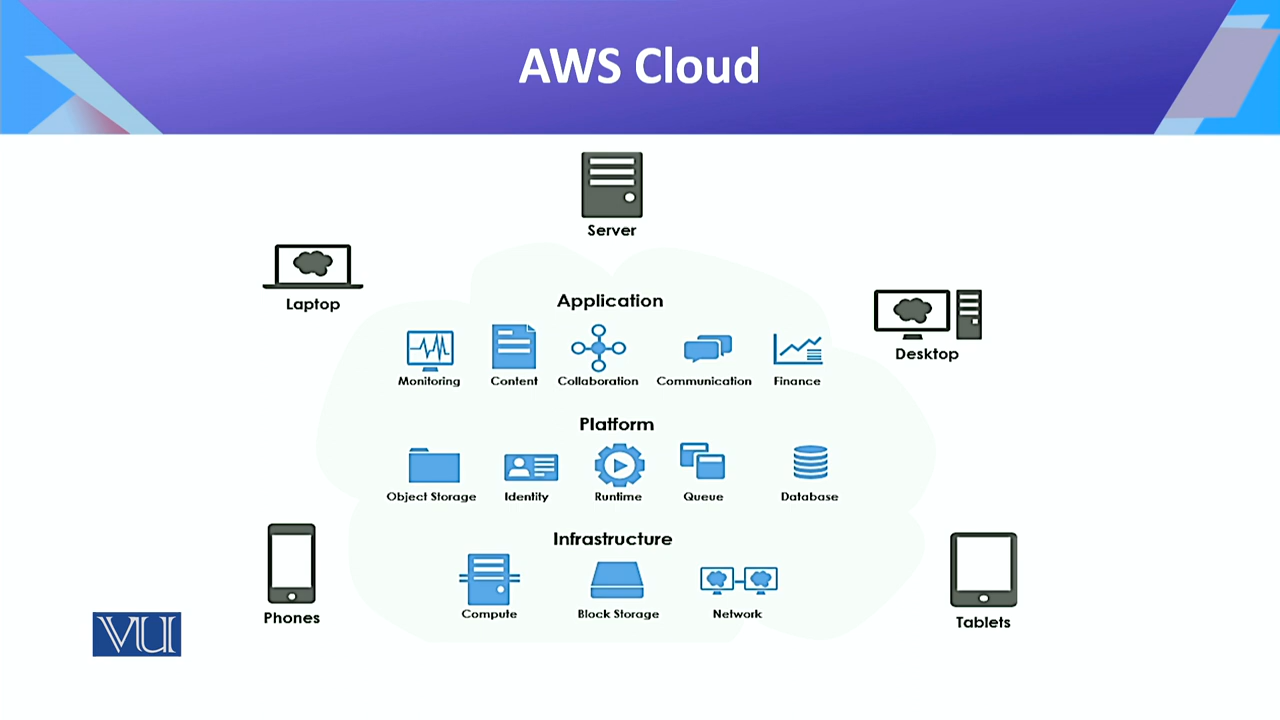 AWS Cloud
Server
Laptop
Desktop
Application
Monitoring Content Collaboration Communication Finance
Platform
Object Storage Identity Runtime Queue Database
Infrastructure
Compute Block Storage Network
Phones
Tablets
VU